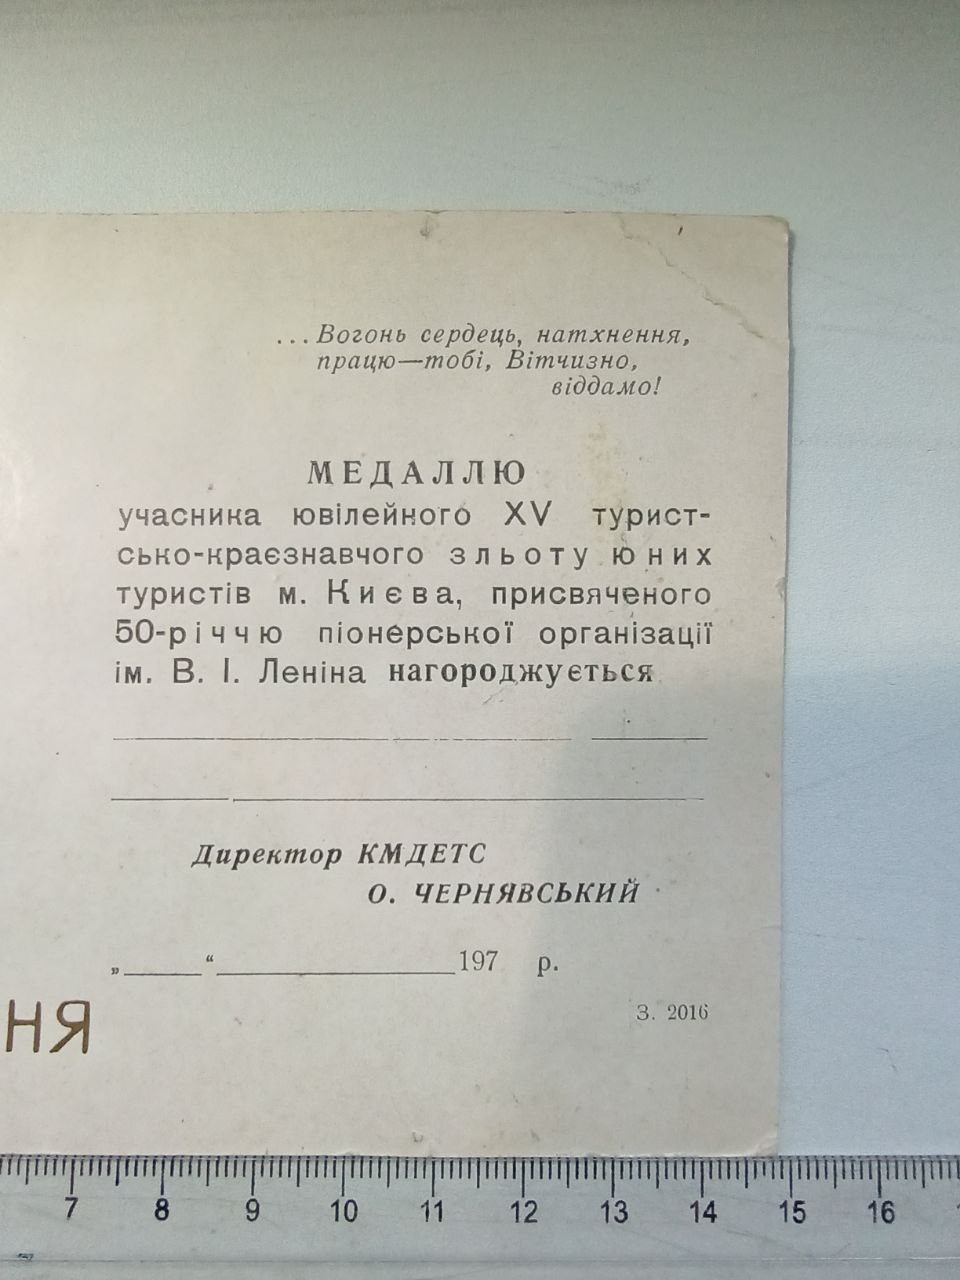 ...Вогонь сердець, натхнення,
працю—тобі, Вітчизно,
віддамо!
МЕДАЛЛЮ
учасника ювілейного XV турист-
сько-краєзнавчого зльоту юних
туристів м. Києва, присвяченого
50-річчю піонерської організації
ім. В. І. Леніна нагороджується
Директор КМДЕТС
О. ЧЕРНЯВСЬКИЙ
„______“__________________197 р.
З. 2016
НЯ
7 8 9 10 11 12 13 14 15 16